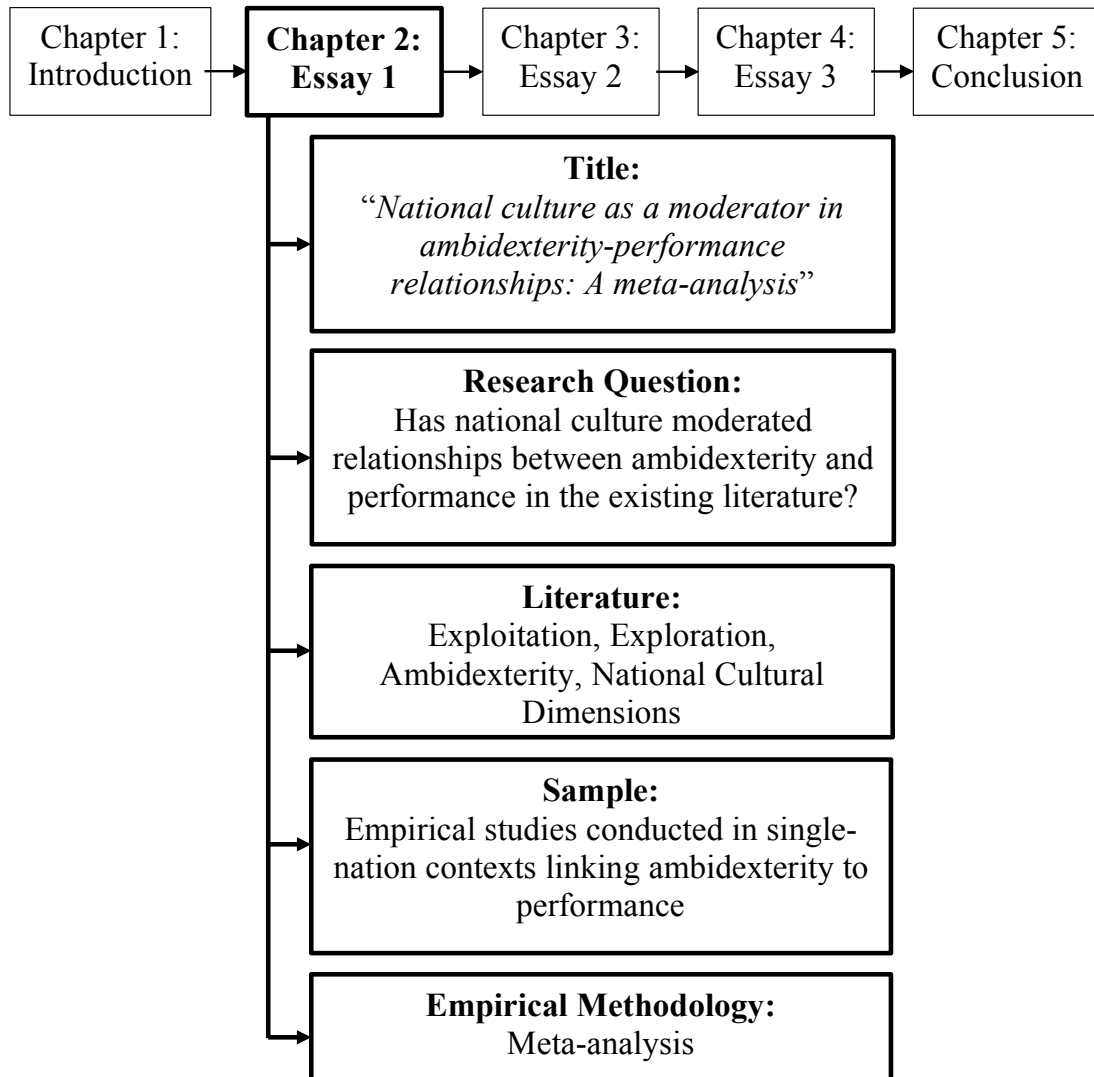 Chapter 1:
Introduction
Chapter 2:
Essay 1
Chapter 3:
Essay 2
Chapter 4:
Essay 3
Chapter 5:
Conclusion
Title:
“National culture as a moderator in
ambidexterity-performance
relationships: A meta-analysis”
Research Question:
Has national culture moderated
relationships between ambidexterity and
performance in the existing literature?
Literature:
Exploitation, Exploration,
Ambidexterity, National Cultural
Dimensions
Sample:
Empirical studies conducted in single-
nation contexts linking ambidexterity to
performance
Empirical Methodology:
Meta-analysis